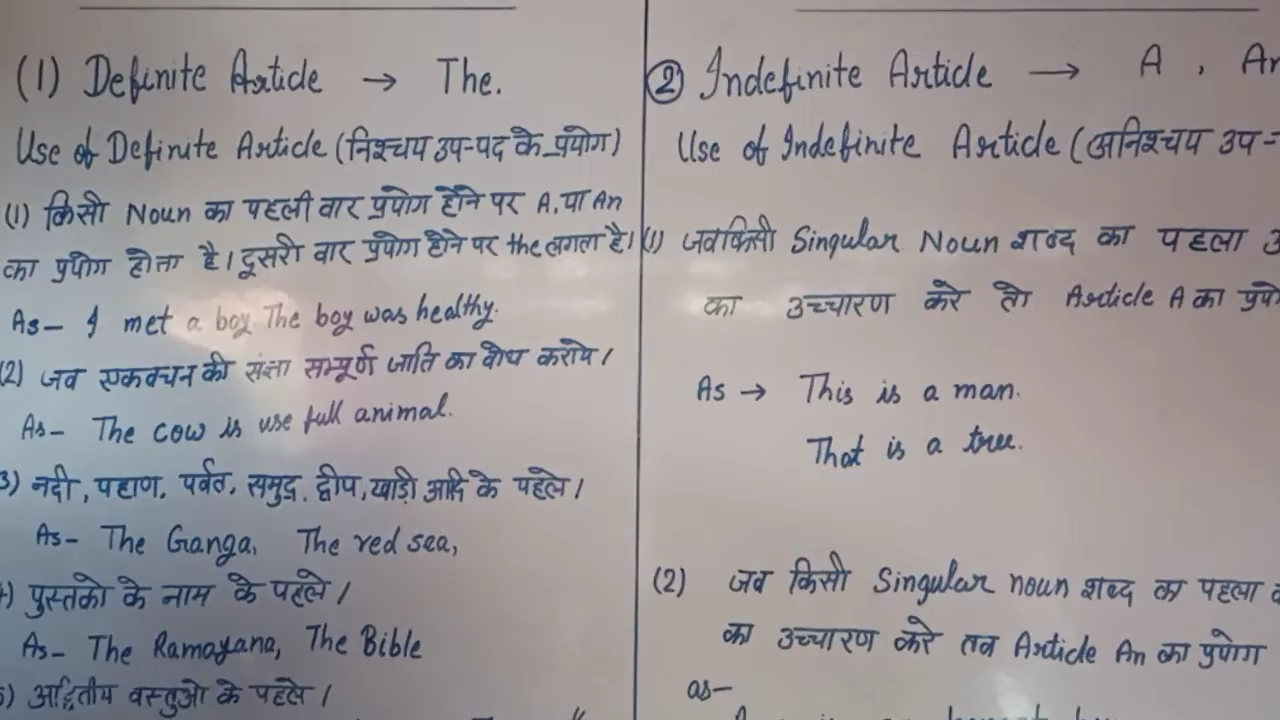 (1) Definite Article → The.
Use of Definite Article (निश्चय उप-पद के प्रयोग)
(1) किसी Noun का पहली वार प्रयोग होने पर A, या An
का प्रयोग होता है। दूसरी वार प्रयोग होने पर the लगता है।
As- I met a boy. The boy was healthy.
(2) जव एकवचन की संज्ञा सम्पूर्ण जाति का वोध कराये।
As- The cow is use full animal.
3) नदी, पहाण, पर्वत, समुद्र, द्वीप, खाड़ी आदि के पहले।
As- The Ganga, The red sea,
) पुस्तको के नाम के पहले।
As- The Ramayana, The Bible
) अद्वितीय वस्तुओ के पहले।
② Indefinite Article → A, An
Use of Indefinite Article (अनिश्चय उप-
(1) जवकिसी Singular Noun शब्द का पहला
का उच्चारण करे तो Article A का
As → This is a man.
That is a tree.
(2) जव किसी Singular noun शब्द का पहला
का उच्चारण करे तव Article An का प्रयोग
as-